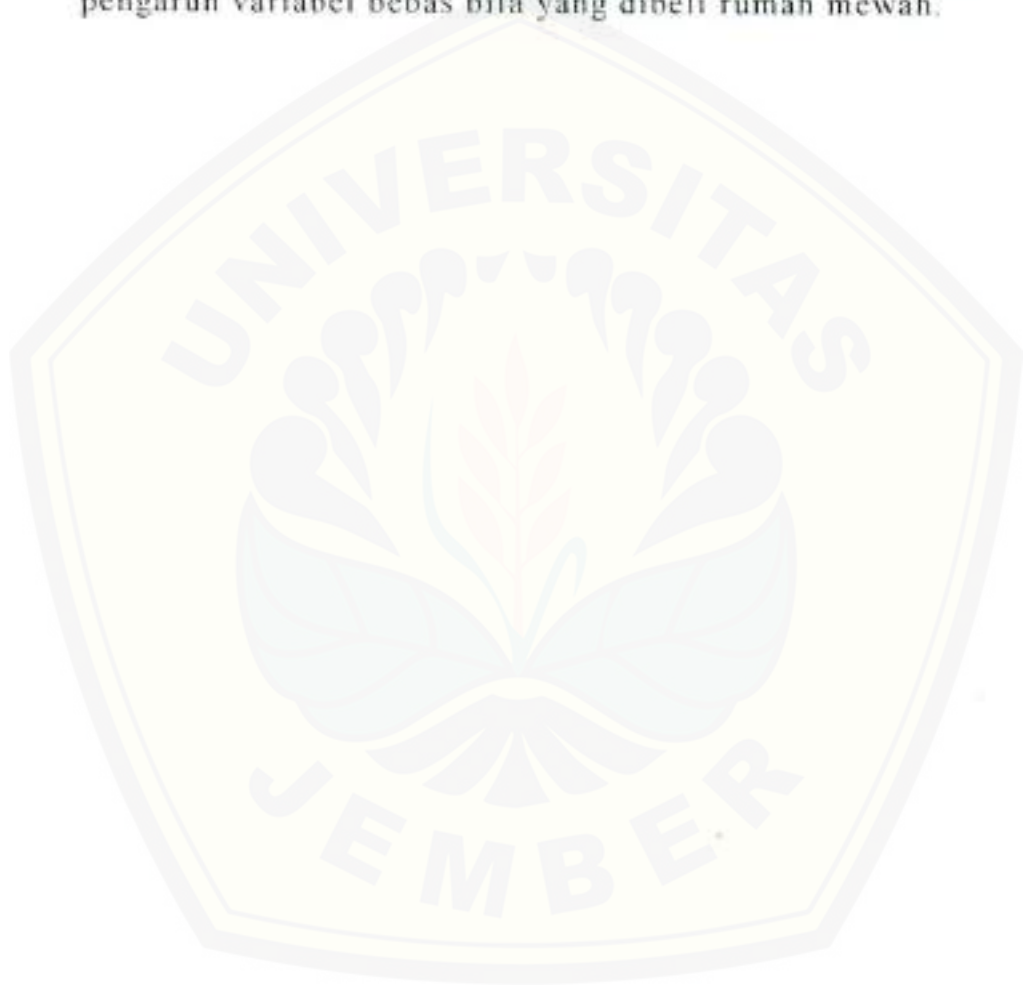 pengaruh variabel bebas bila yang dibeli rumah mewah.
UNIVERSITAS
JEMBER